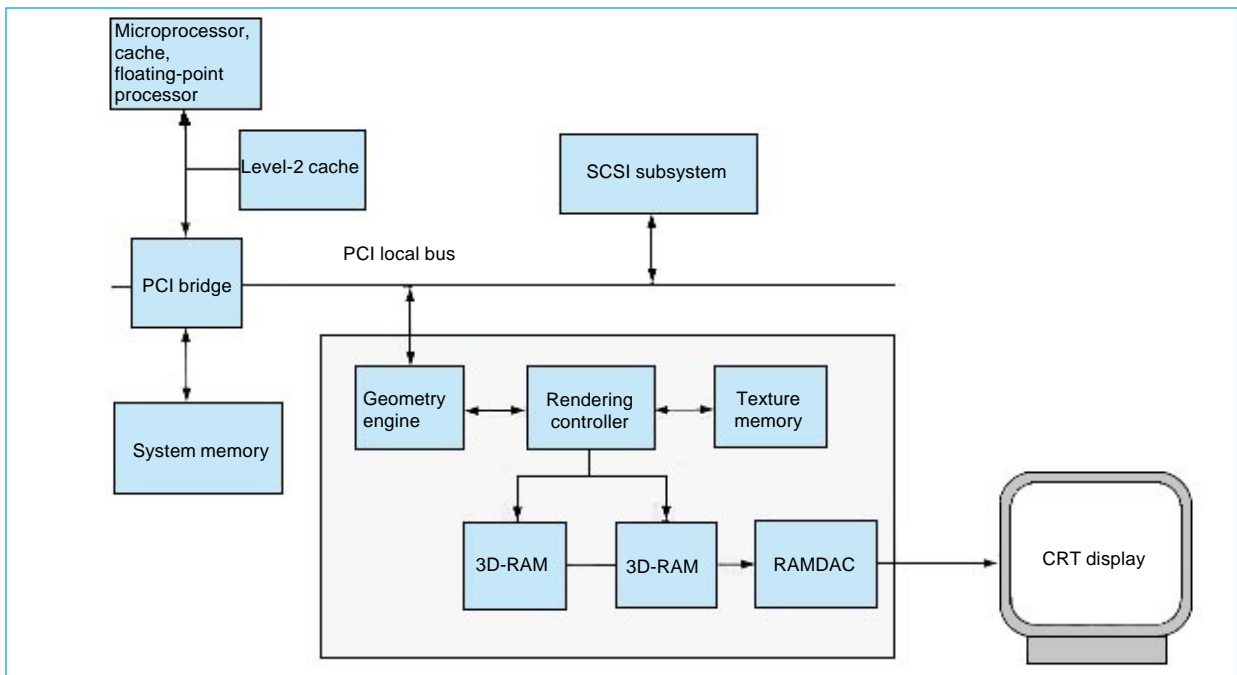 Microprocessor,
cache,
floating-point
processor
Level-2 cache
SCSI subsystem
PCI local bus
PCI bridge
System memory
Geometry
engine
Rendering
controller
Texture
memory
3D-RAM
3D-RAM
RAMDAC
CRT display